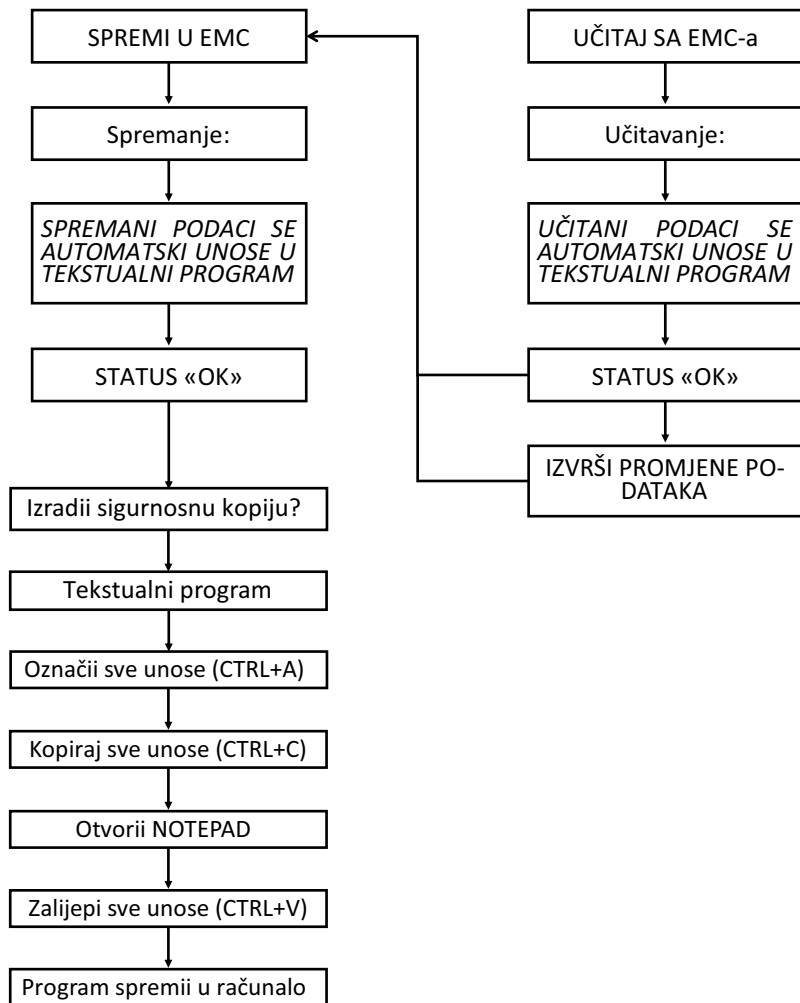 SPREMI U EMC
Spremanje:
SPREMANI PODACI SE
AUTOMATSKI UNOSE U
TEKSTUALNI PROGRAM
STATUS «OK»
Izradii sigurnosnu kopiju?
Tekstualni program
Označii sve unose (CTRL+A)
Kopiraj sve unose (CTRL+C)
Otvorii NOTEPAD
Zalijepi sve unose (CTRL+V)
Program spremii u računalo
UČITAJ SA EMC-a
Učitavanje:
UČITANI PODACI SE
AUTOMATSKI UNOSE U
TEKSTUALNI PROGRAM
STATUS «OK»
IZVRŠI PROMJENE PO-
DATAKA